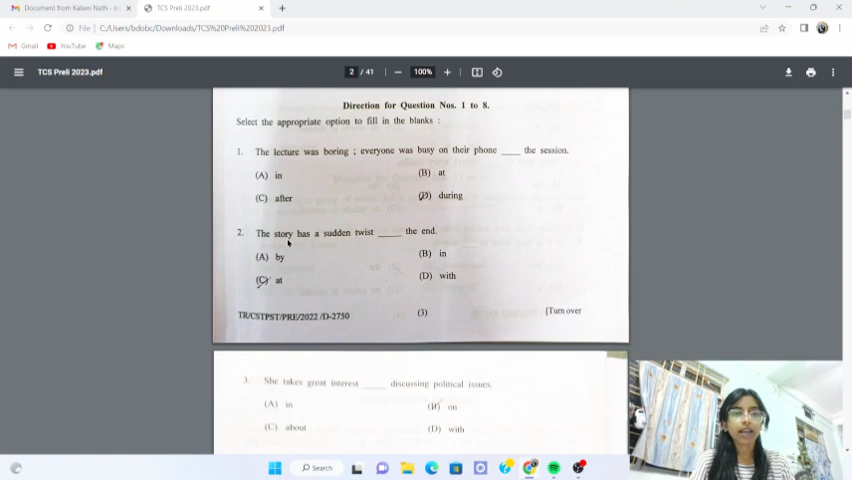 Document from Kaberi Nath - in
TCS Preli 2023.pdf
File
C:/Users/bdobc/Downloads/TCS%20Preli%202023.pdf
Gmail
YouTube
Maps
TCS Preli 2023.pdf
2 / 41
100%
Direction for Question Nos. 1 to 8.
Select the appropriate option to fill in the blanks :
1. The lecture was boring ; everyone was busy on their phone ____ the session.
(A) in
(B) at
(C) after
(D) during
2. The story has a sudden twist ____ the end.
(A) by
(B) in
(C) at
(D) with
TR/CSTPST/PRE/2022 /D-2750
(3)
[Turn over
3. She takes great interest ____ discussing political issues.
(A) in
(B) on
(C) about
(D) with
Search